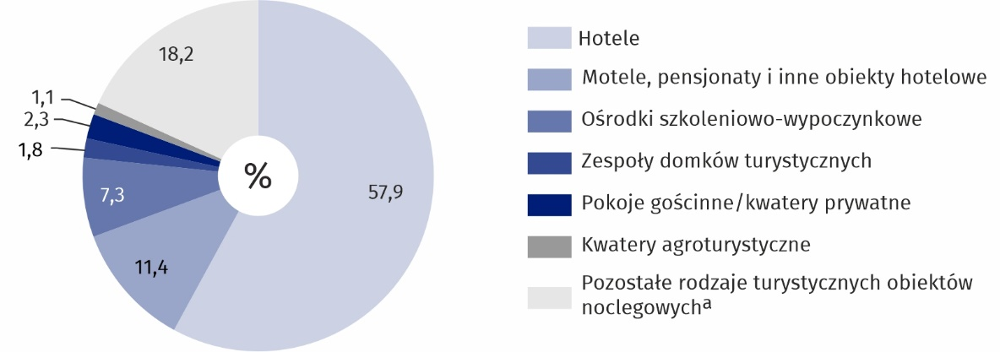 18,2
1,1
2,3
1,8
7,3
11,4
57,9
%
Hotele
Motele, pensjonaty i inne obiekty hotelowe
Ośrodki szkoleniowo-wypoczynkowe
Zespoły domków turystycznych
Pokoje gościnne/kwatery prywatne
Kwatery agroturystyczne
Pozostałe rodzaje turystycznych obiektów
noclegowychª